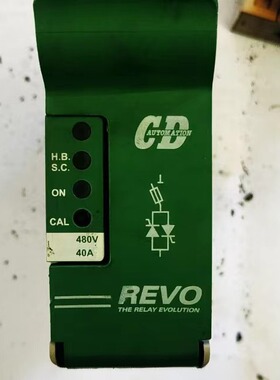 CD
AUTOMATION
H.B.
S.C.
ON
CAL
480V
40A
REVO
THE RELAY EVOLUTION